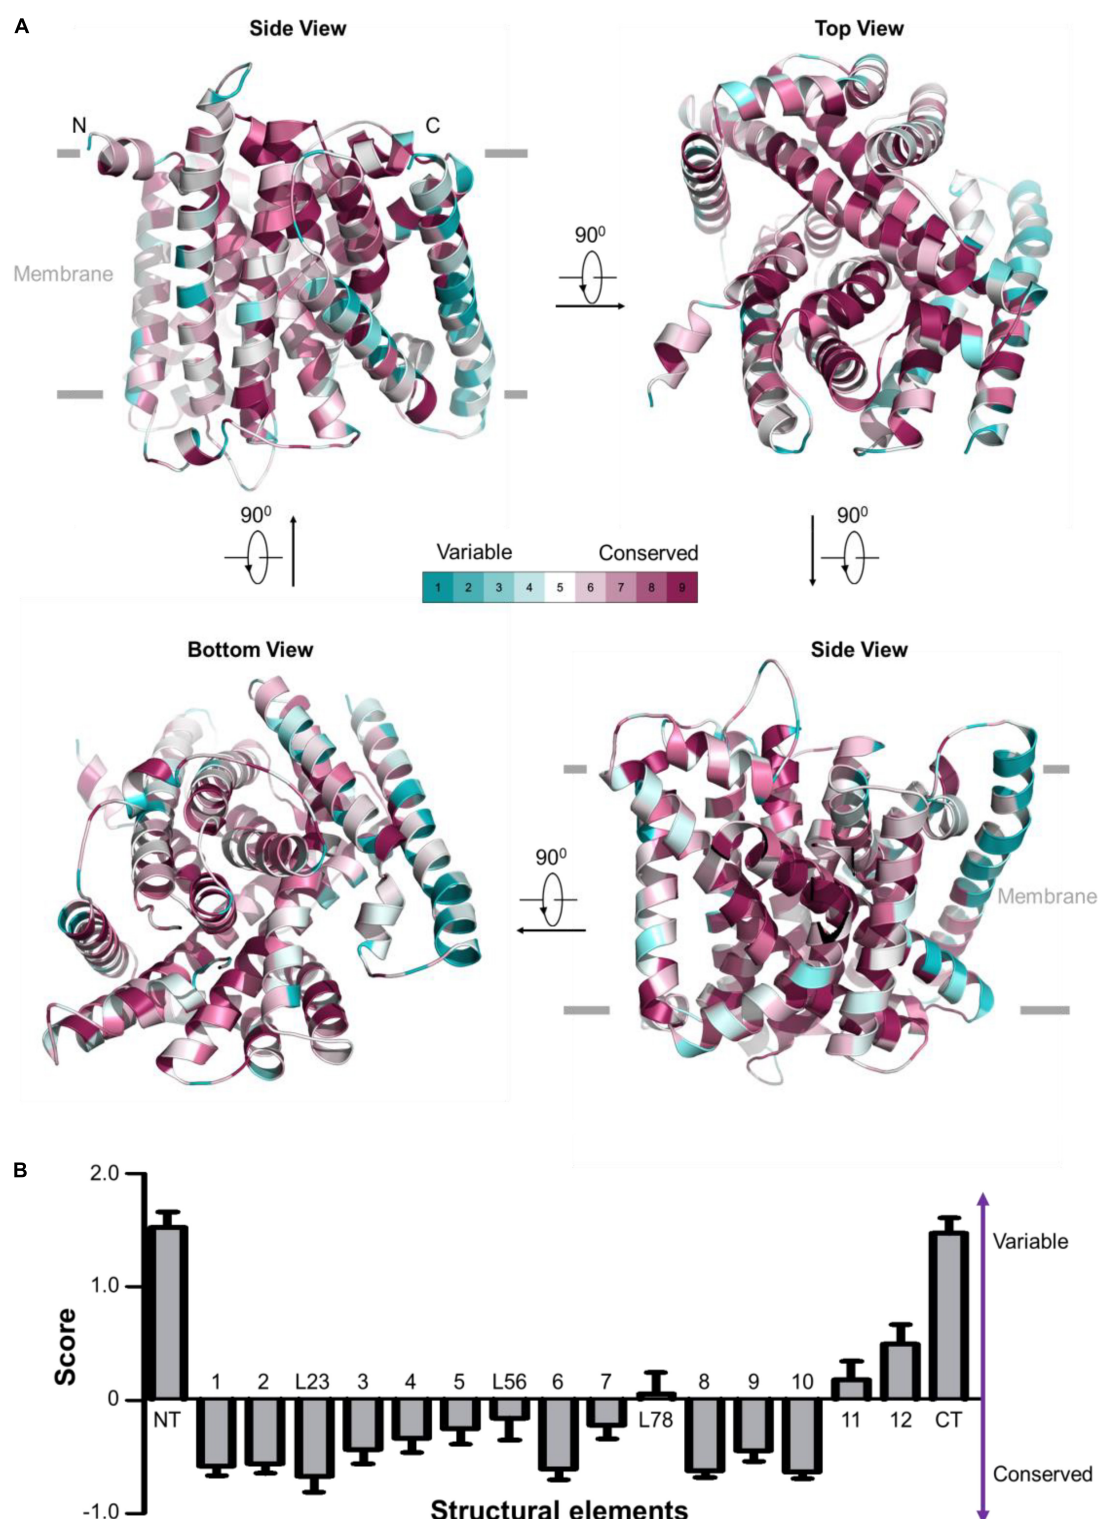 A
Side View
Top View
N
C
Membrane
90⁰
90⁰
90⁰
Variable
Conserved
1 2 3 4 5 6 7 8 9
Bottom View
Side View
90⁰
Membrane
B
2.0
1.0
0
-1.0
Score
Variable
1 2 L23 3 4 5 L56 6 7 8 9 10
NT L78 11 12 CT
Conserved
Structural elements